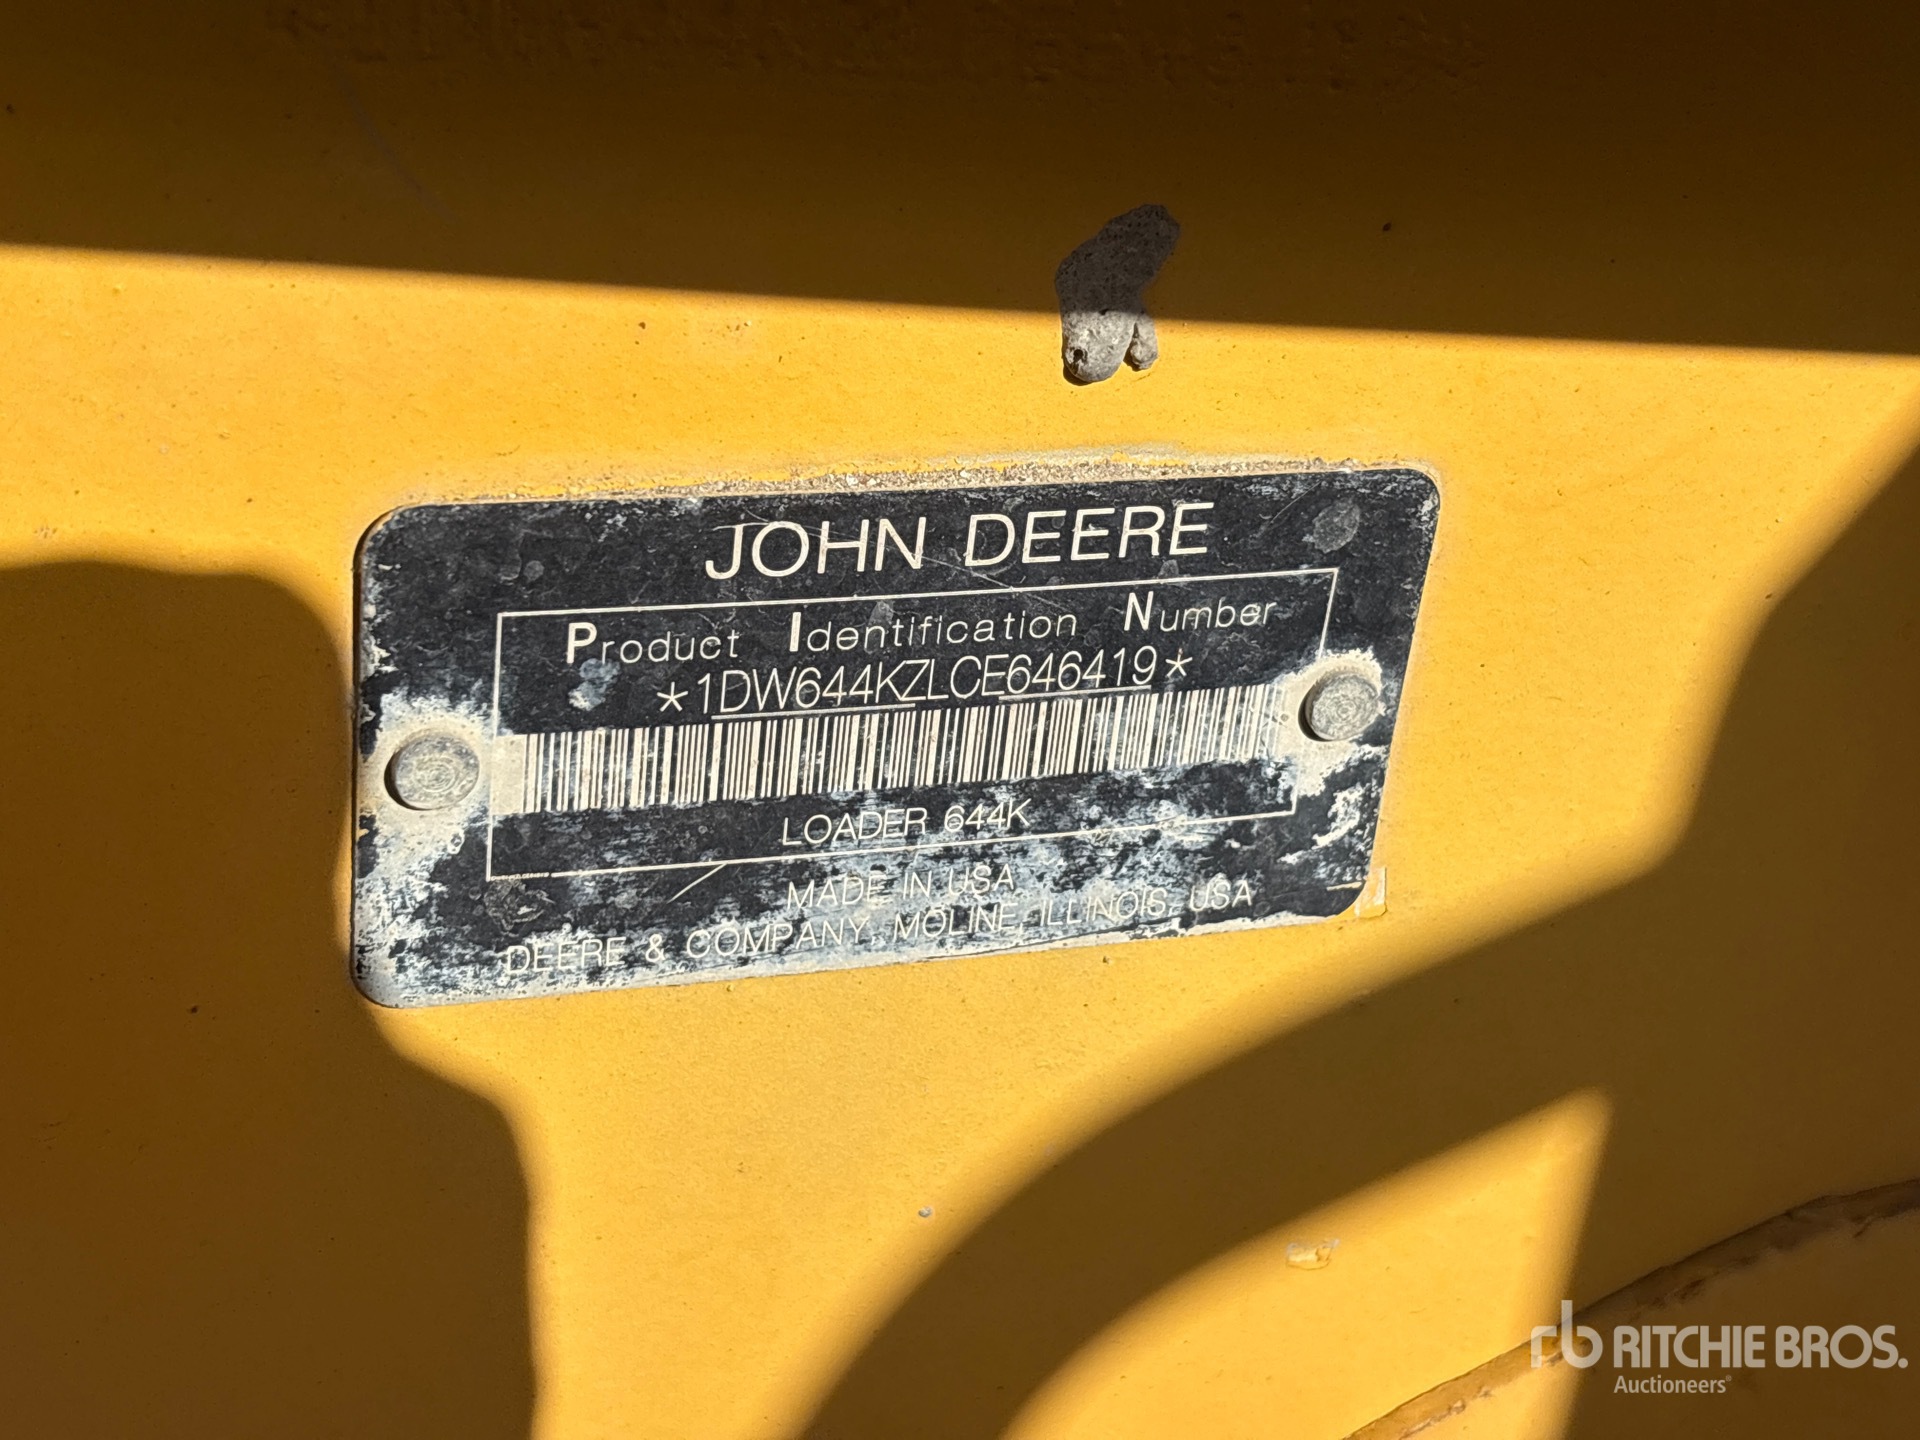 JOHN DEERE
Product Identification Number
*1DW644KZLCE646419*
LOADER 644K
MADE IN USA
DEERE & COMPANY, MOLINE, ILLINOIS, USA
rb RITCHIE BROS.
Auctioneers®